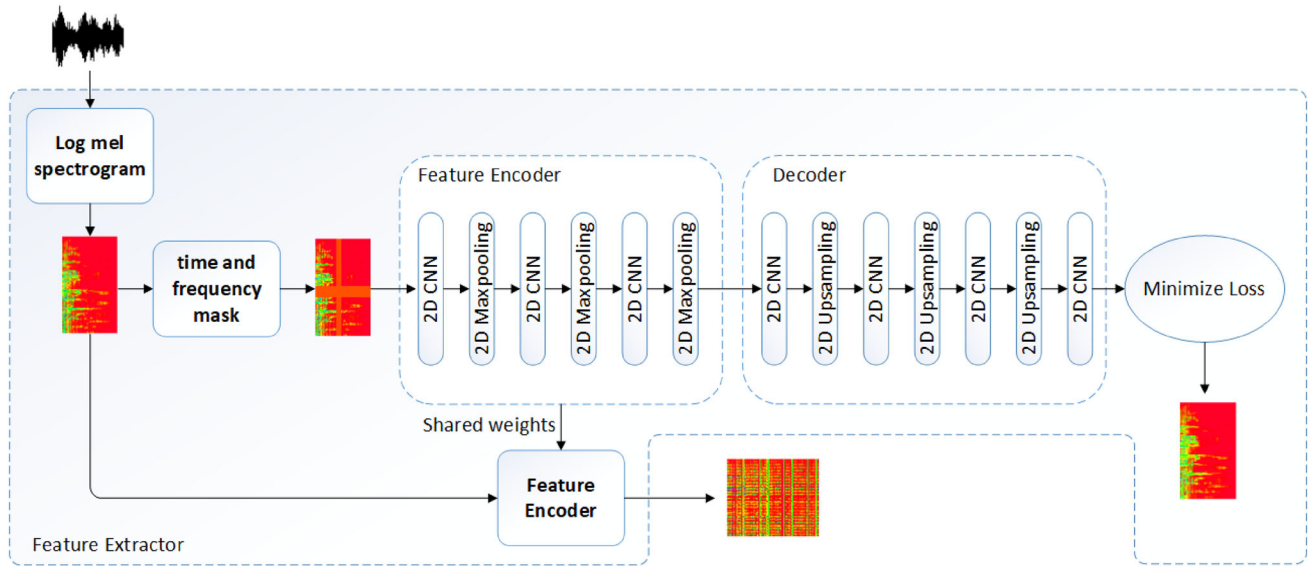 Log mel
spectrogram
time and
frequency
mask
Feature Encoder
2D CNN
2D Maxpooling
2D CNN
2D Maxpooling
2D CNN
2D Maxpooling
Decoder
2D CNN
2D Upsampling
2D CNN
2D Upsampling
2D CNN
2D Upsampling
2D CNN
Minimize Loss
Shared weights
Feature
Encoder
Feature Extractor